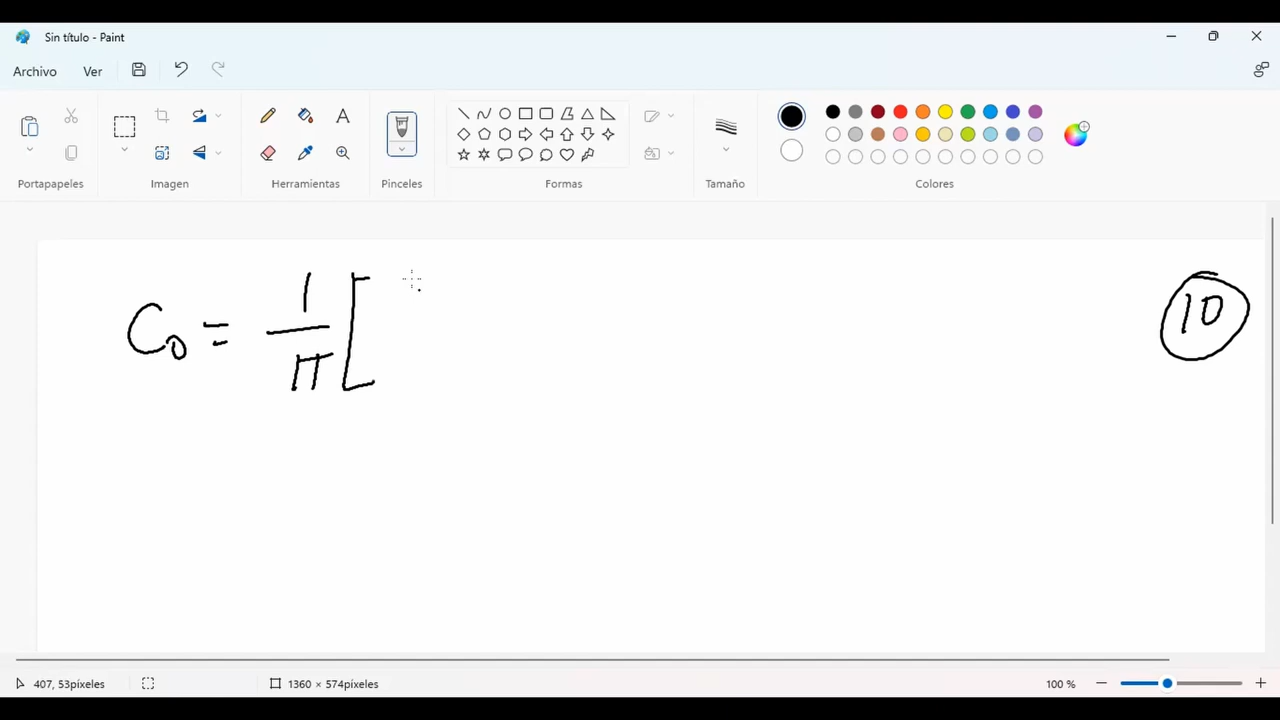 Sin título - Paint
Archivo Ver
Portapapeles Imagen Herramientas Pinceles Formas Tamaño Colores
C₀ = 1/π [
10
407, 53píxeles 1360 × 574píxeles 100 %